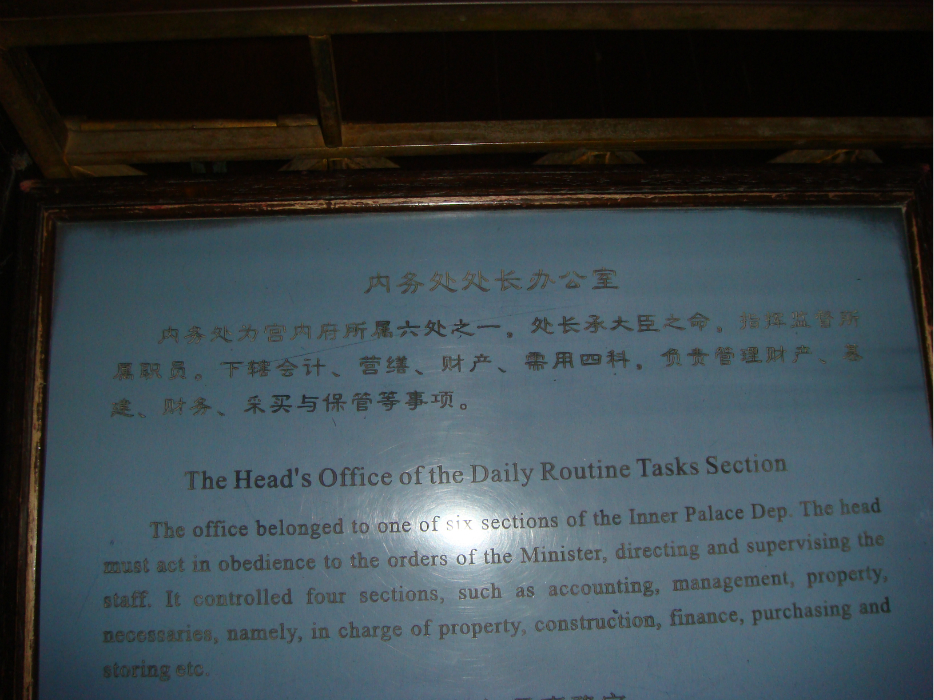 内务处处长办公室
内务处为宫内府所属六处之一，处长承大臣之命，指挥监督所
属职员。下辖会计、营缮、财产、需用四科，负责管理财产、基
建、财务、采买与保管等事项。
The Head's Office of the Daily Routine Tasks Section
The office belonged to one of six sections of the Inner Palace Dep. The head
must act in obedience to the orders of the Minister, directing and supervising the
staff. It controlled four sections, such as accounting, management, property,
necessaries, namely, in charge of property, construction, finance, purchasing and
storing etc.